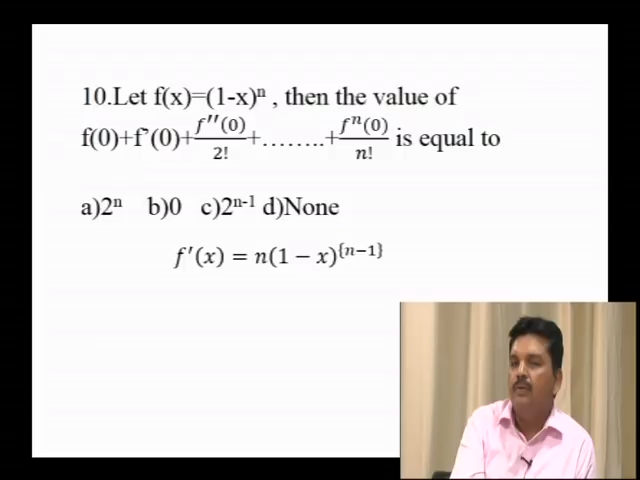 10.Let f(x)=(1-x)ⁿ , then the value of
f(0)+f'(0)+f''(0)/2!+……..+fⁿ(0)/n! is equal to
a)2ⁿ b)0 c)2ⁿ⁻¹ d)None
f′(x) = n(1 − x)^{n−1}